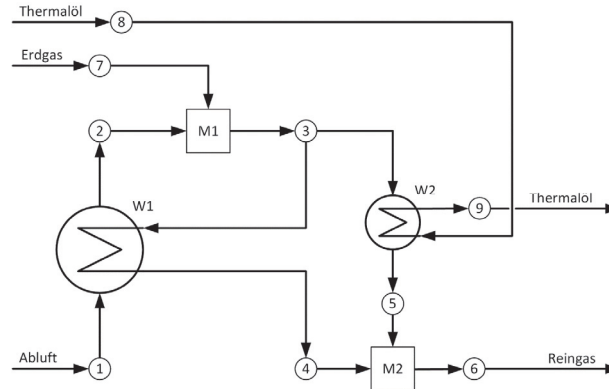 Thermalöl
8
Erdgas
7
2
M1
3
W1
W2
9
Thermalöl
5
Abluft
1
4
M2
6
Reingas